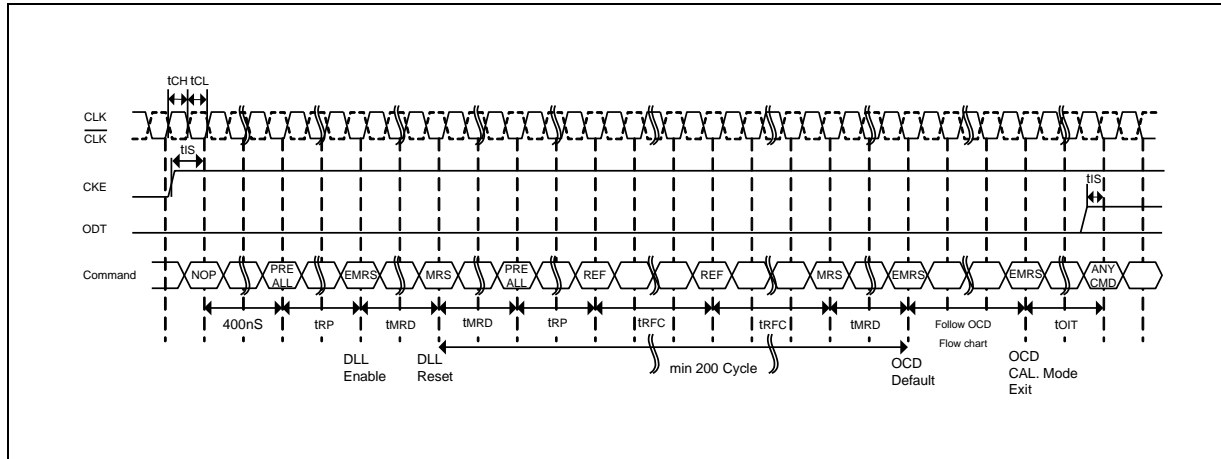 tCH tCL
CLK
CLK
tIS
CKE
tIS
ODT
Command
NOP
PRE
ALL
EMRS
MRS
PRE
ALL
REF
REF
MRS
EMRS
EMRS
ANY
CMD
400nS
tRP
tMRD
tMRD
tRP
tRFC
tRFC
tMRD
Follow OCD
Flow chart
tOIT
DLL
Enable
DLL
Reset
min 200 Cycle
OCD
Default
OCD
CAL. Mode
Exit